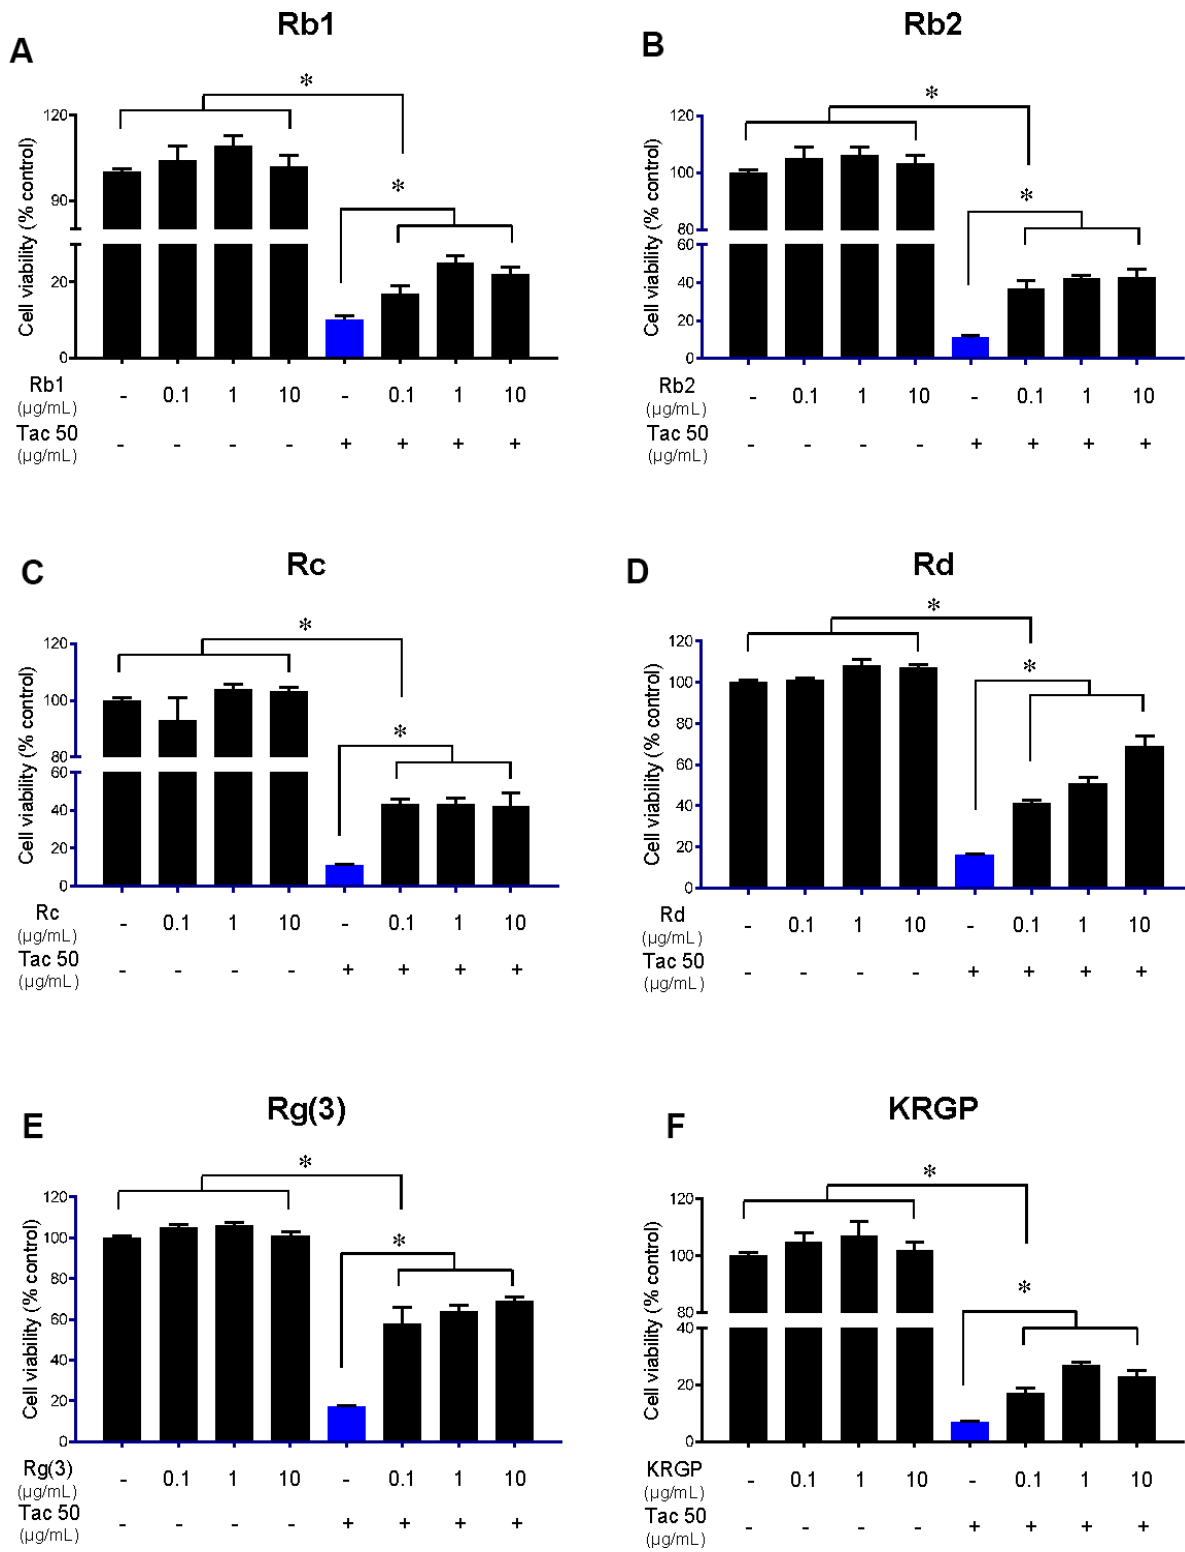 Rb1
A
*
120
90
20
0
Cell viability (% control)
*
Rb1 - 0.1 1 10 - 0.1 1 10
(µg/mL)
Tac 50 - - - - + + + +
(µg/mL)
Rb2
B
*
120
100
80
60
40
20
0
Cell viability (% control)
*
Rb2 - 0.1 1 10 - 0.1 1 10
(µg/mL)
Tac 50 - - - - + + + +
(µg/mL)
Rc
C
*
120
100
80
60
40
20
0
Cell viability (% control)
*
Rc - 0.1 1 10 - 0.1 1 10
(µg/mL)
Tac 50 - - - - + + + +
(µg/mL)
Rd
D
*
120
100
80
60
40
20
0
Cell viability (% control)
*
Rd - 0.1 1 10 - 0.1 1 10
(µg/mL)
Tac 50 - - - - + + + +
(µg/mL)
Rg(3)
E
*
120
100
80
60
40
20
0
Cell viability (% control)
*
Rg(3) - 0.1 1 10 - 0.1 1 10
(µg/mL)
Tac 50 - - - - + + + +
(µg/mL)
KRGP
F
*
120
100
80
40
20
0
Cell viability (% control)
*
KRGP - 0.1 1 10 - 0.1 1 10
(µg/mL)
Tac 50 - - - - + + + +
(µg/mL)